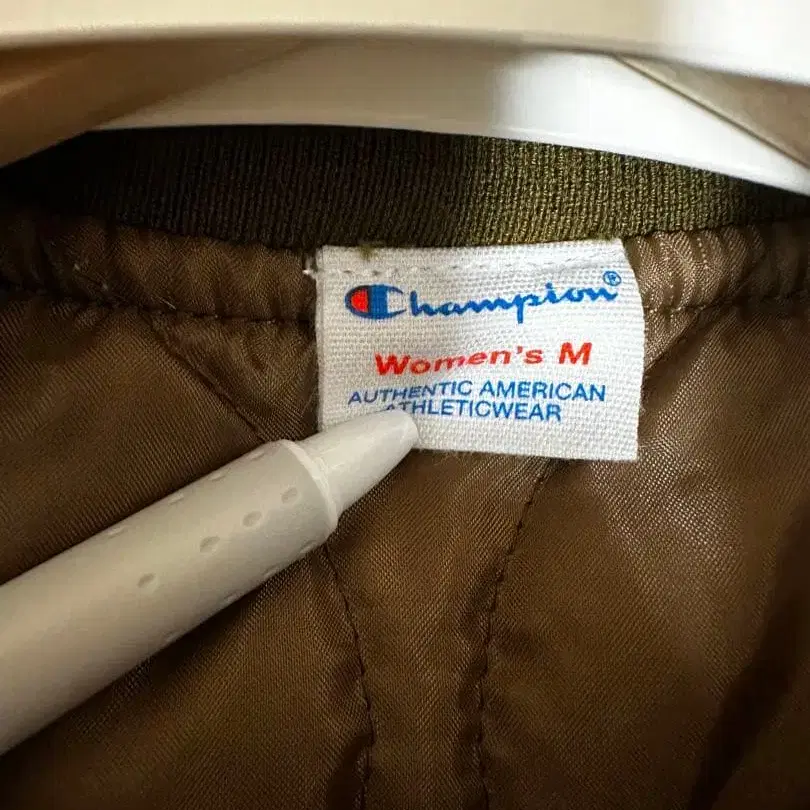 Champion®
Women's M
AUTHENTIC AMERICAN
ATHLETICWEAR